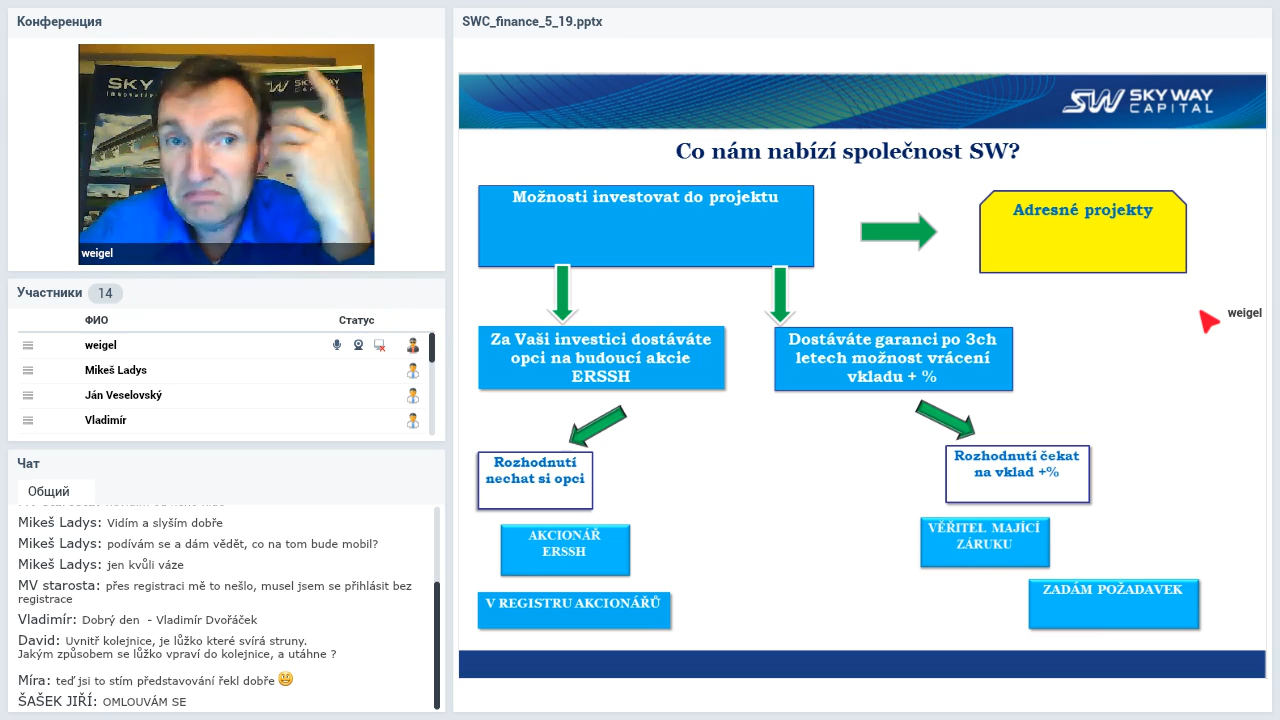 Конференция
SKY
SW
CAPITAL
weigel
Участники 14
ФИО Статус
weigel
Mikeš Ladys
Ján Veselovský
Vladimír
Чат
Общий
Mikeš Ladys: Vidím a slyším dobře
Mikeš Ladys: podívám se a dám vědět, co na tom bude mobil?
Mikeš Ladys: jen kvůli váze
MV starosta: přes registraci mě to nešlo, musel jsem se přihlásit bez
registrace
Vladimír: Dobrý den - Vladimír Dvořáček
David: Uvnitř kolejnice, je lůžko které svírá struny.
Jakým způsobem se lůžko vpraví do kolejnice, a utáhne ?
Míra: teď jsi to stím představování řekl dobře
ŠAŠEK JIŘÍ: OMLOUVÁM SE
SWC_finance_5_19.pptx
SW SKY WAY
CAPITAL
Co nám nabízí společnost SW?
Možnosti investovat do projektu
Adresné projekty
weigel
Za Vaši investici dostáváte
opci na budoucí akcie
ERSSH
Dostáváte garanci po 3ch
letech možnost vrácení
vkladu + %
Rozhodnutí
nechat si opci
Rozhodnutí čekat
na vklad +%
AKCIONÁŘ
ERSSH
VĚŘITEL MAJÍCÍ
ZÁRUKU
V REGISTRU AKCIONÁŘŮ
ZADÁM POŽADAVEK